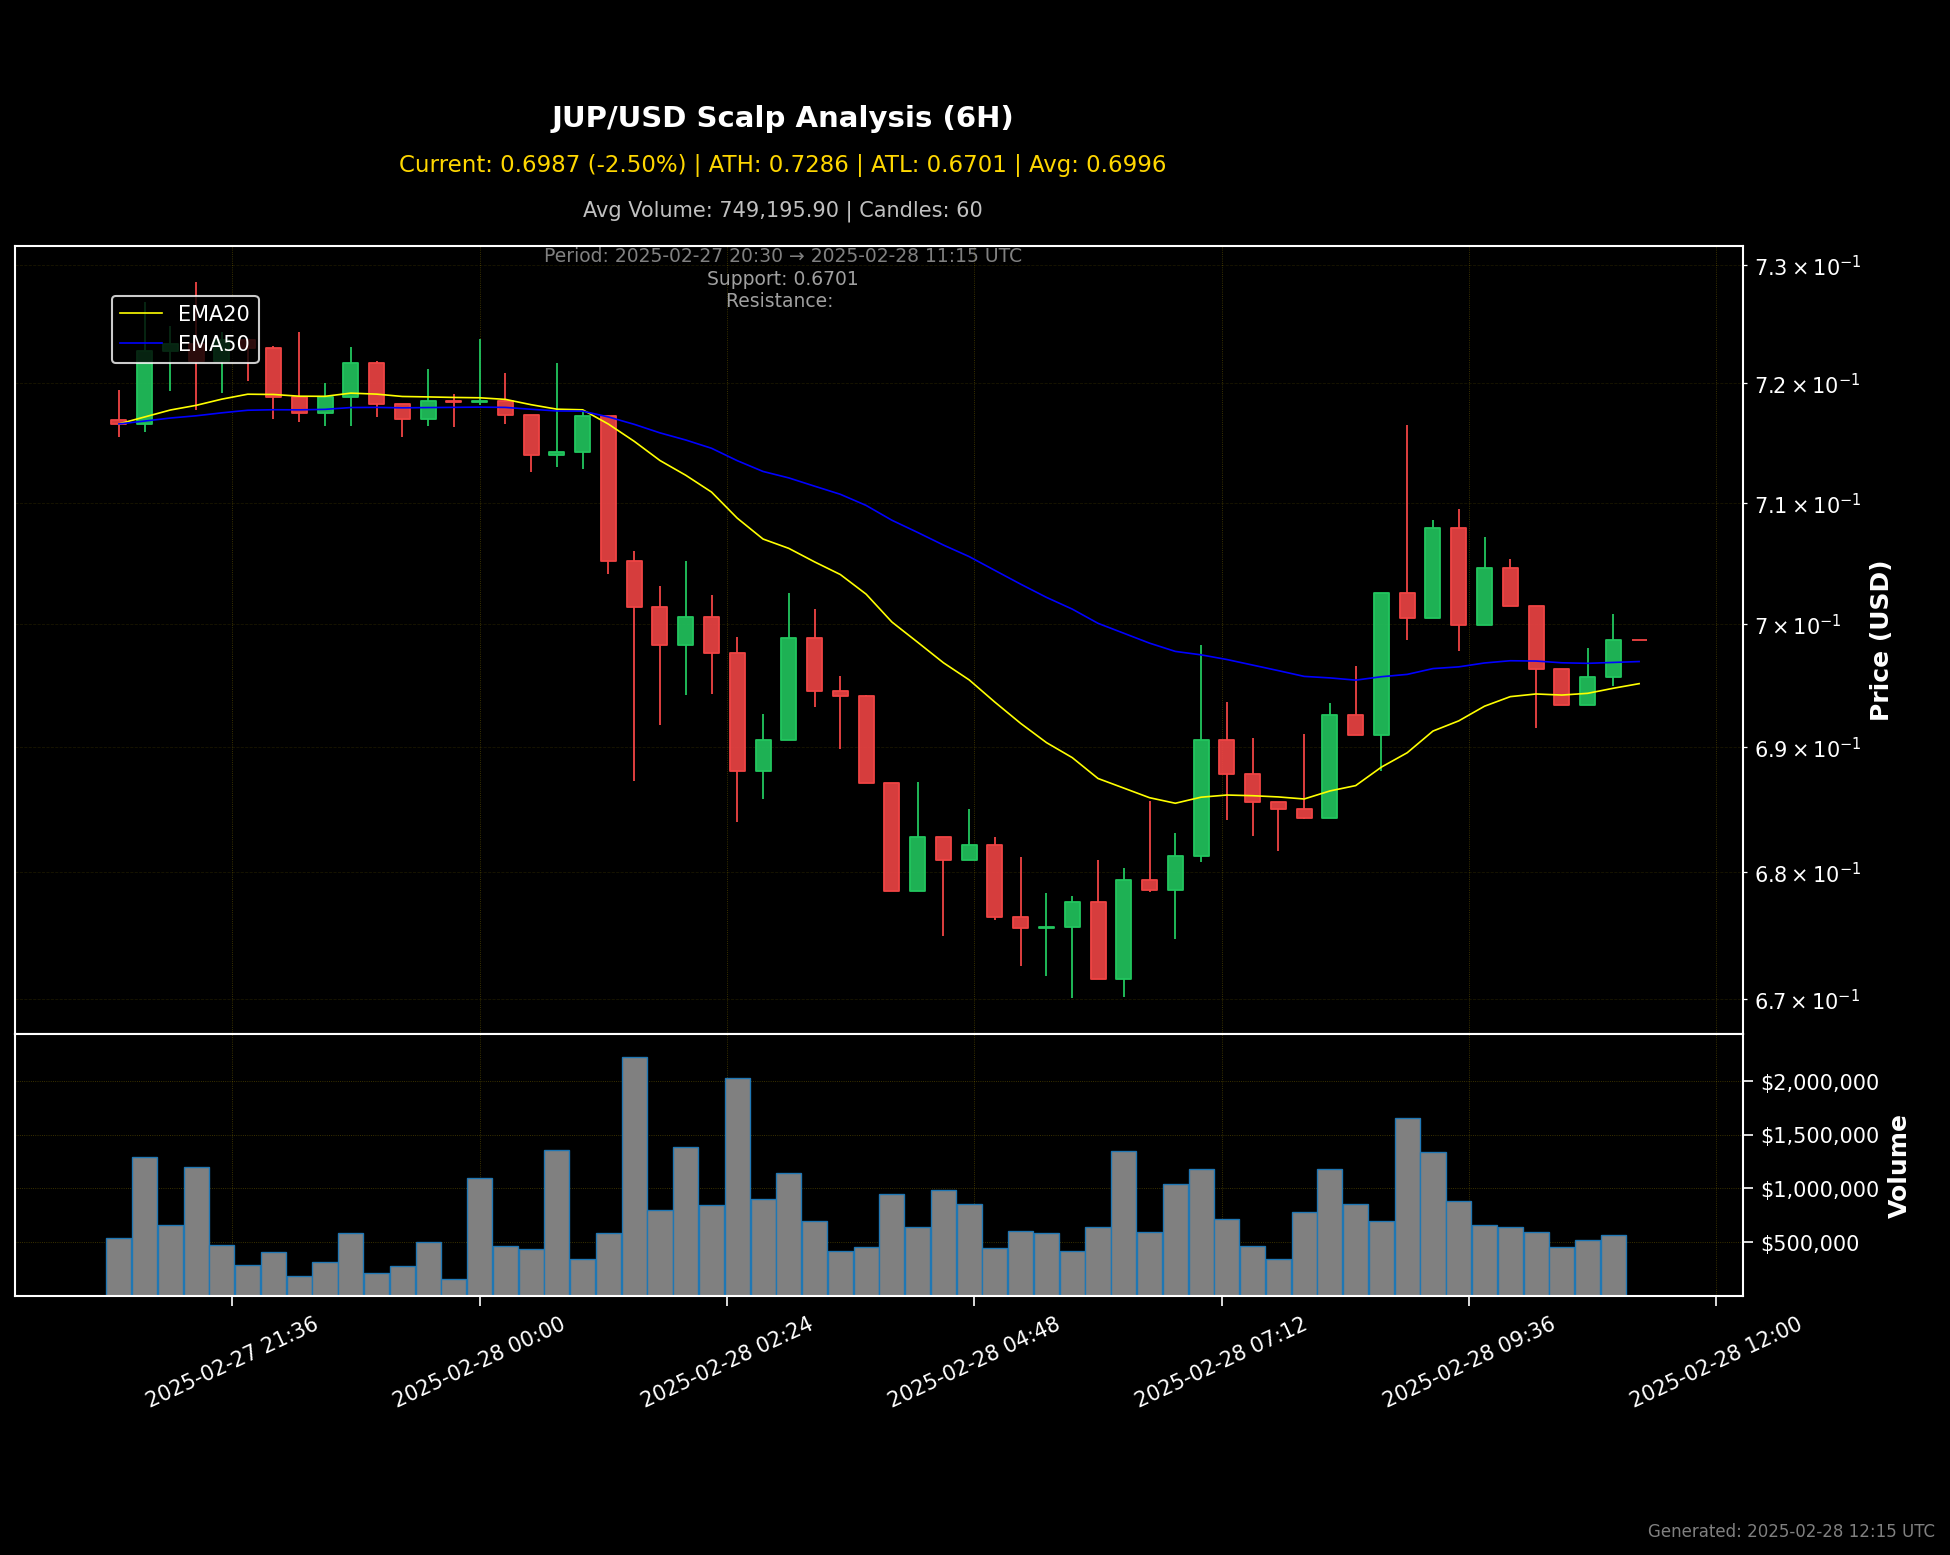 JUP/USD Scalp Analysis (6H)
Current: 0.6987 (-2.50%) | ATH: 0.7286 | ATL: 0.6701 | Avg: 0.6996
Avg Volume: 749,195.90 | Candles: 60
Period: 2025-02-27 20:30 → 2025-02-28 11:15 UTC
Support: 0.6701
Resistance:
EMA20
EMA50
7.3 × 10⁻¹
7.2 × 10⁻¹
7.1 × 10⁻¹
7 × 10⁻¹
6.9 × 10⁻¹
6.8 × 10⁻¹
6.7 × 10⁻¹
Price (USD)
$2,000,000
$1,500,000
$1,000,000
$500,000
Volume
2025-02-27 21:36
2025-02-28 00:00
2025-02-28 02:24
2025-02-28 04:48
2025-02-28 07:12
2025-02-28 09:36
2025-02-28 12:00
Generated: 2025-02-28 12:15 UTC